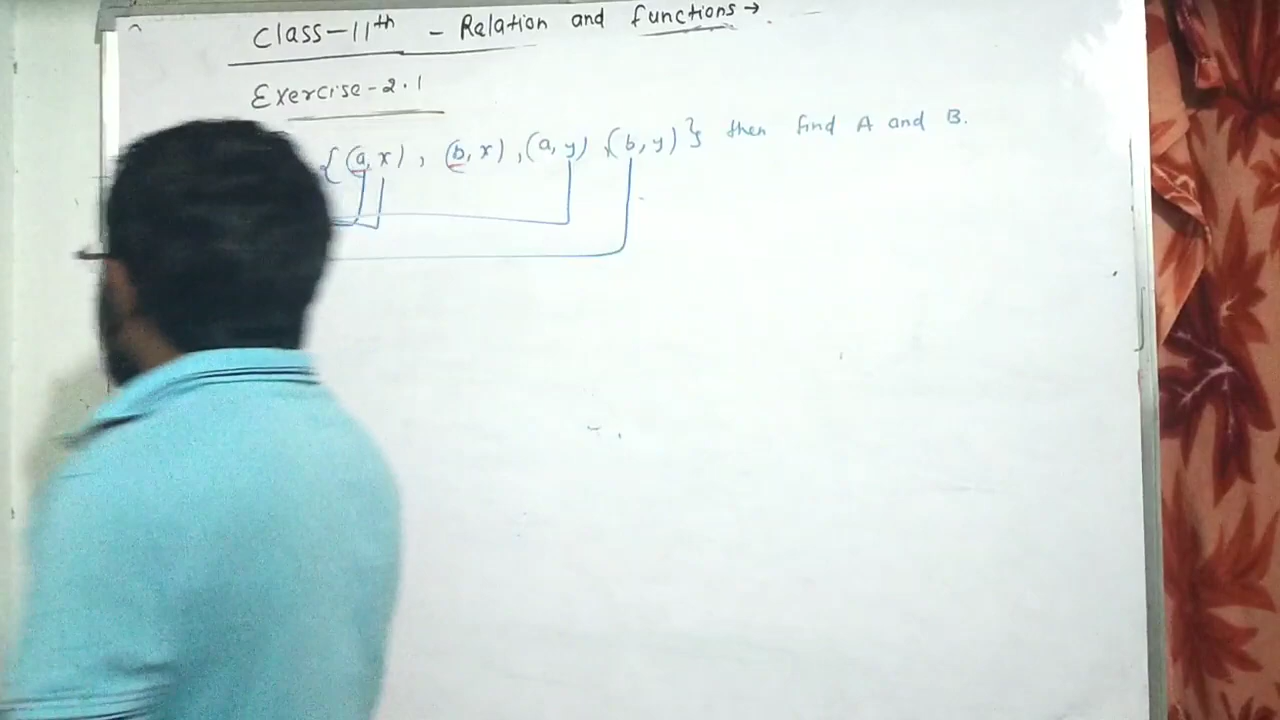 Class-11th - Relation and functions →
Exercise-2.1
{(a,x), (b,x), (a,y), (b,y)} then find A and B.